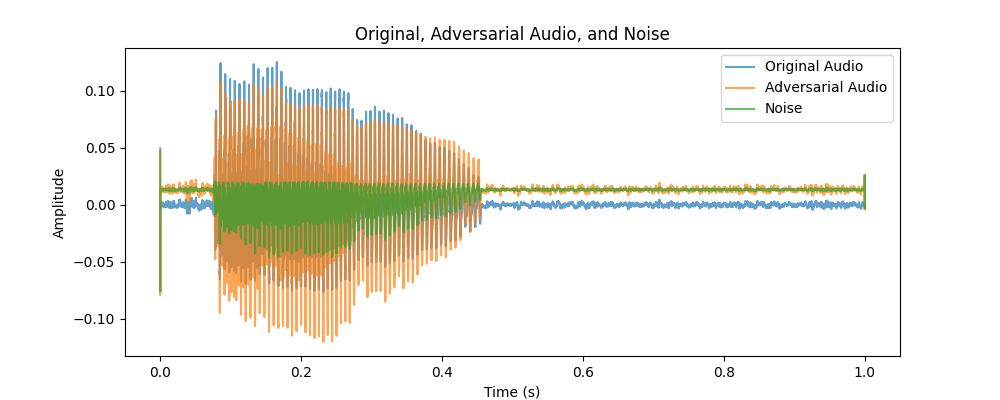 Original, Adversarial Audio, and Noise
Original Audio
Adversarial Audio
Noise
Amplitude
0.10
0.05
0.00
−0.05
−0.10
0.0
0.2
0.4
0.6
0.8
1.0
Time (s)